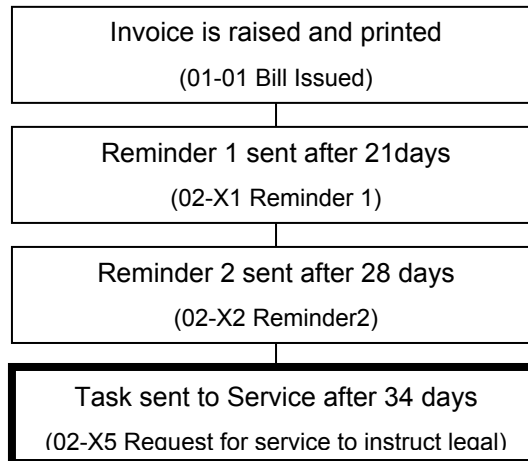 Invoice is raised and printed
(01-01 Bill Issued)
Reminder 1 sent after 21days
(02-X1 Reminder 1)
Reminder 2 sent after 28 days
(02-X2 Reminder2)
Task sent to Service after 34 days
(02-X5 Request for service to instruct legal)